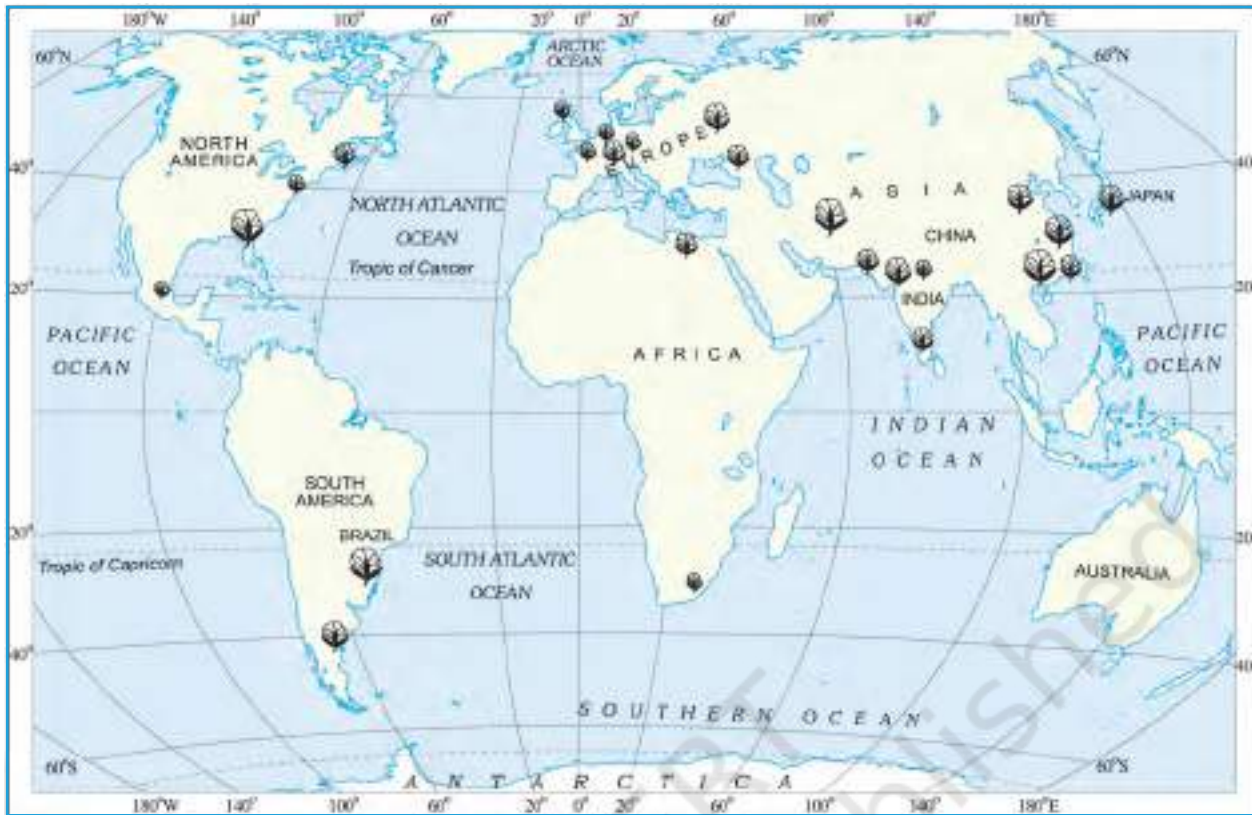 180°W 140° 100° 60° 20° 0° 20° 60° 100° 140° 180°E
ARCTIC
OCEAN
60°N
60°N
NORTH
AMERICA
EUROPE
40°
40
ASIA
JAPAN
NORTH ATLANTIC
OCEAN
CHINA
Tropic of Cancer
20°
20
INDIA
PACIFIC
OCEAN
PACIFIC
OCEAN
AFRICA
INDIAN
OCEAN
SOUTH
AMERICA
BRAZIL
20°
20
SOUTH ATLANTIC
OCEAN
Tropic of Capricorn
AUSTRALIA
40°
40
SOUTHERN OCEAN
60°S
60°S
ANTARCTICA
180°W 140° 100° 60° 20° 0° 20° 60° 100° 140° 180°E